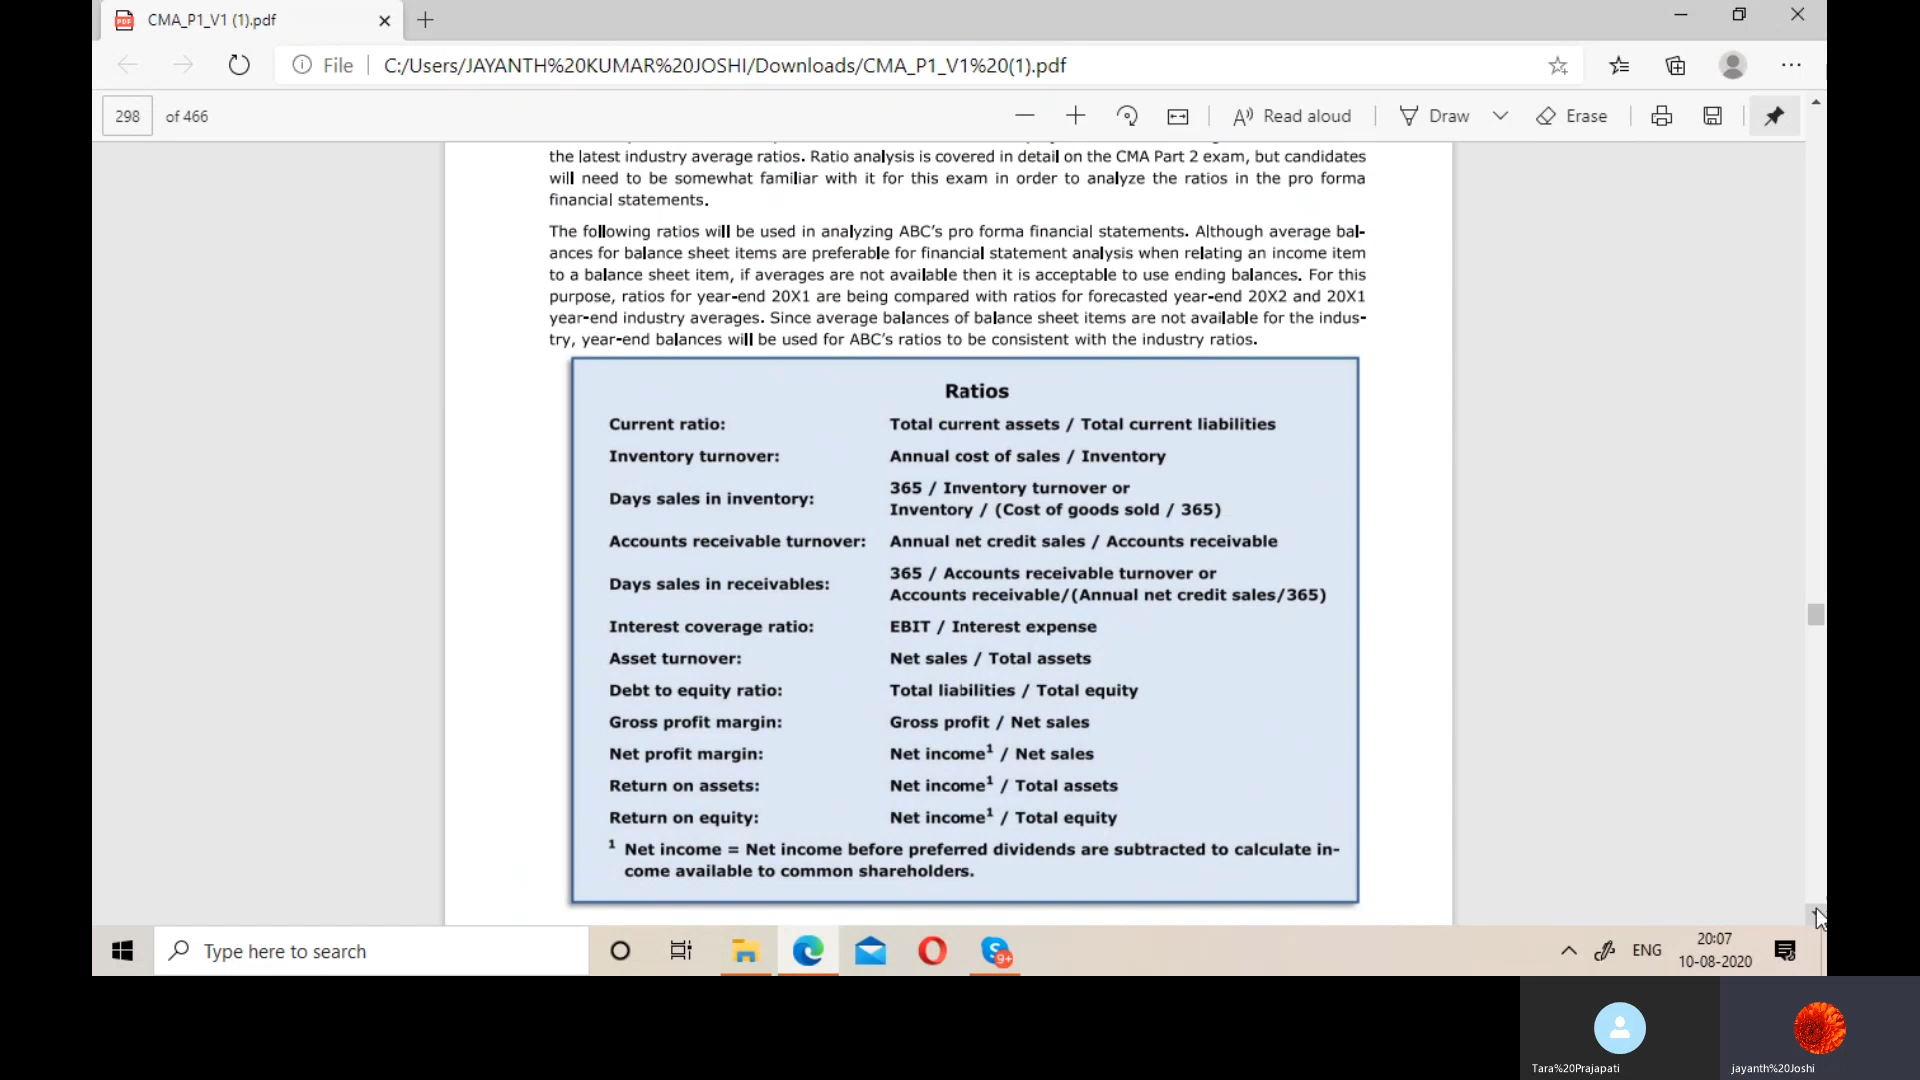 CMA_P1_V1 (1).pdf
File
C:/Users/JAYANTH%20KUMAR%20JOSHI/Downloads/CMA_P1_V1%20(1).pdf
298 of 466
Read aloud
Draw
Erase
the latest industry average ratios. Ratio analysis is covered in detail on the CMA Part 2 exam, but candidates
will need to be somewhat familiar with it for this exam in order to analyze the ratios in the pro forma
financial statements.
The following ratios will be used in analyzing ABC's pro forma financial statements. Although average bal-
ances for balance sheet items are preferable for financial statement analysis when relating an income item
to a balance sheet item, if averages are not available then it is acceptable to use ending balances. For this
purpose, ratios for year-end 20X1 are being compared with ratios for forecasted year-end 20X2 and 20X1
year-end industry averages. Since average balances of balance sheet items are not available for the indus-
try, year-end balances will be used for ABC's ratios to be consistent with the industry ratios.
Ratios
Current ratio: Total current assets / Total current liabilities
Inventory turnover: Annual cost of sales / Inventory
Days sales in inventory: 365 / Inventory turnover or
Inventory / (Cost of goods sold / 365)
Accounts receivable turnover: Annual net credit sales / Accounts receivable
Days sales in receivables: 365 / Accounts receivable turnover or
Accounts receivable/(Annual net credit sales/365)
Interest coverage ratio: EBIT / Interest expense
Asset turnover: Net sales / Total assets
Debt to equity ratio: Total liabilities / Total equity
Gross profit margin: Gross profit / Net sales
Net profit margin: Net income¹ / Net sales
Return on assets: Net income¹ / Total assets
Return on equity: Net income¹ / Total equity
¹ Net income = Net income before preferred dividends are subtracted to calculate in-
come available to common shareholders.
Type here to search
9+
ENG
20:07
10-08-2020
Tara%20Prajapati
jayanth%20Joshi